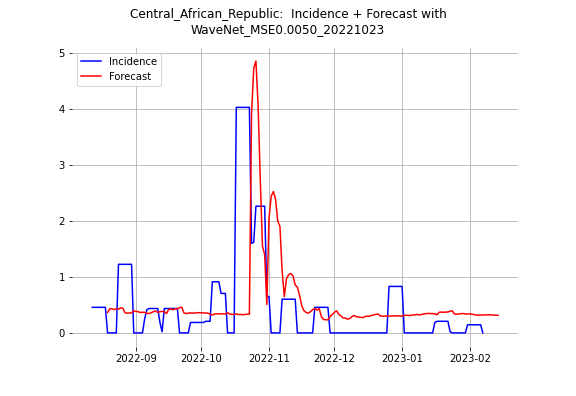 Central_African_Republic:  Incidence + Forecast with
WaveNet_MSE0.0050_20221023
Incidence
Forecast
5
4
3
2
1
0
2022-09 2022-10 2022-11 2022-12 2023-01 2023-02